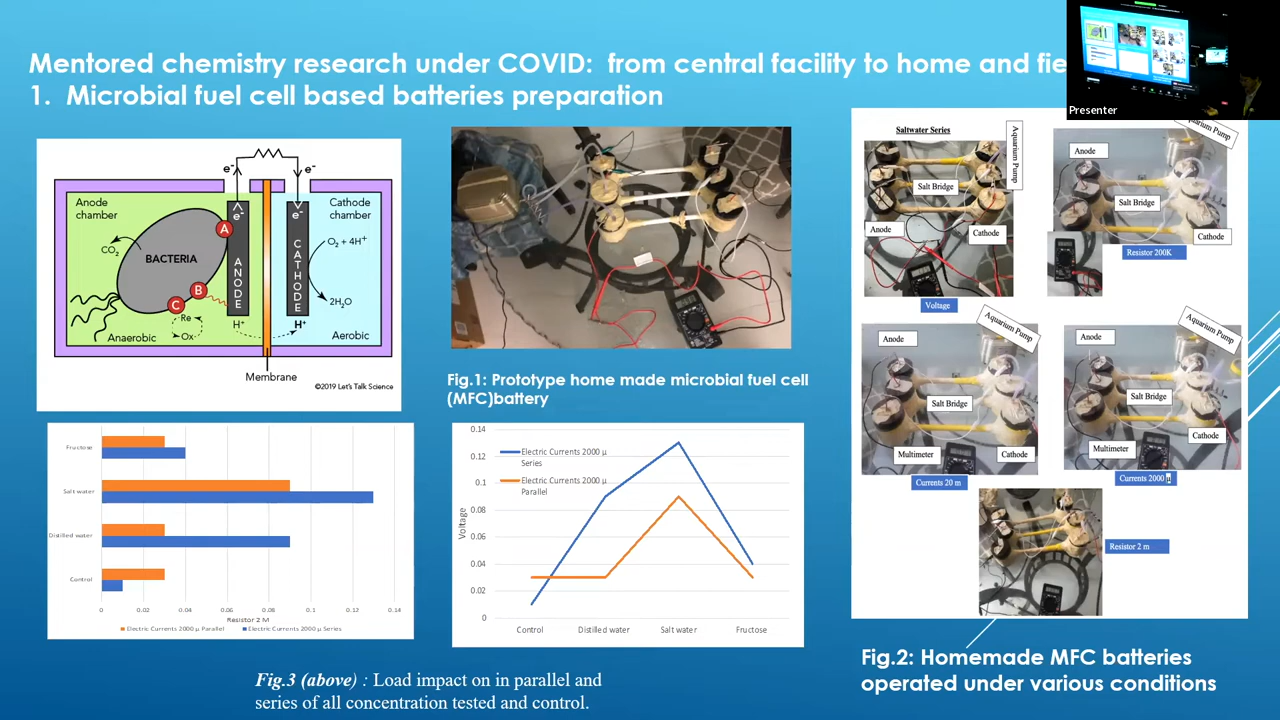 Mentored chemistry research under COVID:  from central facility to home and fie
1.  Microbial fuel cell based batteries preparation
Presenter
e⁻
e⁻
Anode
chamber
Cathode
chamber
e⁻
e⁻
A
CO₂
BACTERIA
ANODE
CATHODE
O₂ + 4H⁺
B
C
2H₂O
Re
H⁺
H⁺
Ox
Anaerobic
Aerobic
Membrane
©2019 Let's Talk Science
Fig.1: Prototype home made microbial fuel cell
(MFC)battery
Saltwater Series
Aquarium Pump
Salt Bridge
Anode
Cathode
Voltage
Aquarium Pump
Anode
Salt Bridge
Cathode
Resistor 200K
Aquarium Pump
Anode
Salt Bridge
Multimeter
Cathode
Currents 20 m
Aquarium Pump
Anode
Salt Bridge
Cathode
Multimeter
Currents 2000 µ
Resistor 2 m
Fructose
Salt water
Distilled water
Control
0 0.02 0.04 0.06 0.08 0.1 0.12 0.14
Resistor 2 M
Electric Currents 2000 µ Parallel Electric Currents 2000 µ Series
0.14
0.12
0.1
0.08
0.06
0.04
0.02
0
Voltage
Electric Currents 2000 µ
Series
Electric Currents 2000 µ
Parallel
Control Distilled water Salt water Fructose
Fig.3 (above) : Load impact on in parallel and
series of all concentration tested and control.
Fig.2: Homemade MFC batteries
operated under various conditions